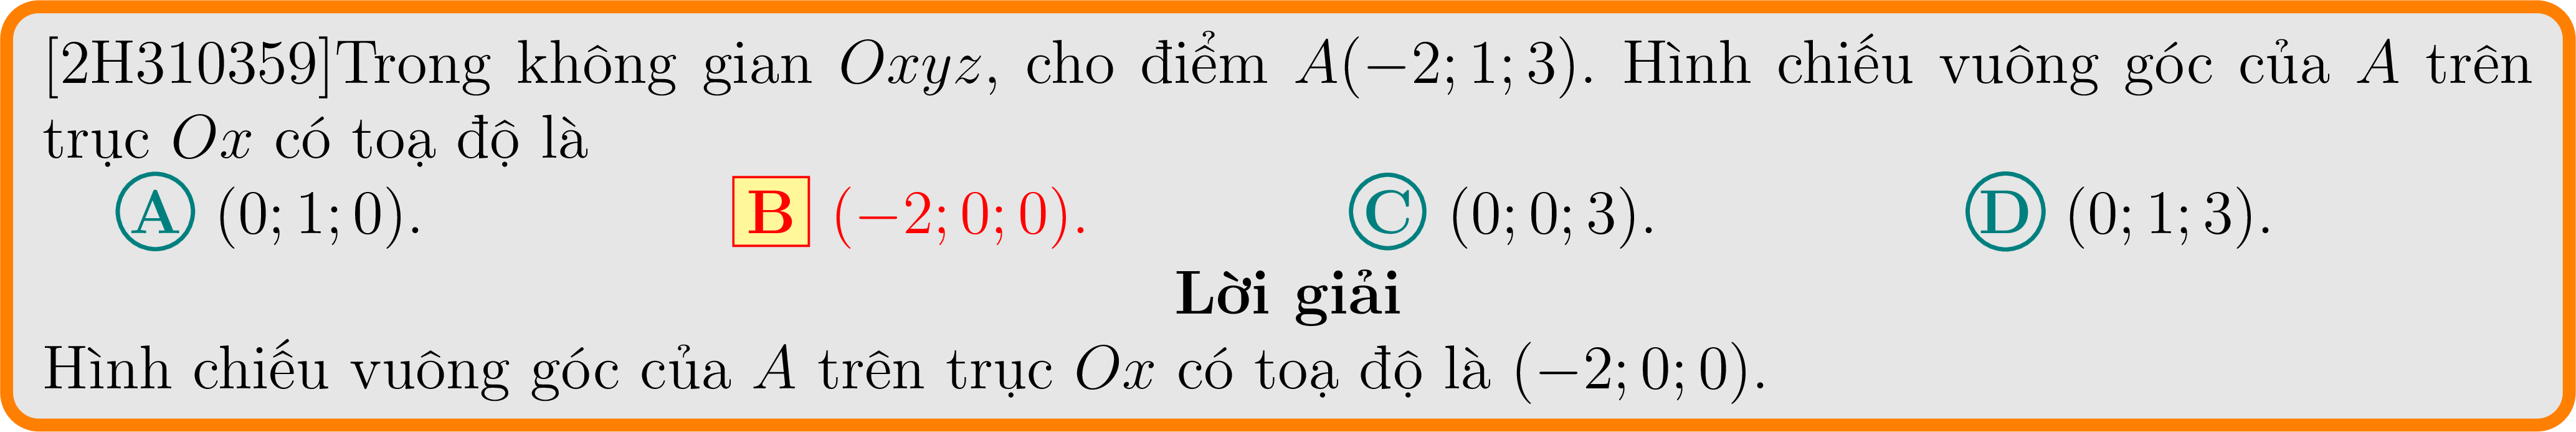 [2H310359]Trong không gian Oxyz, cho điểm A(−2; 1; 3). Hình chiếu vuông góc của A trên
trục Ox có toạ độ là
A (0; 1; 0). B (−2; 0; 0). C (0; 0; 3). D (0; 1; 3).
Lời giải
Hình chiếu vuông góc của A trên trục Ox có toạ độ là (−2; 0; 0).